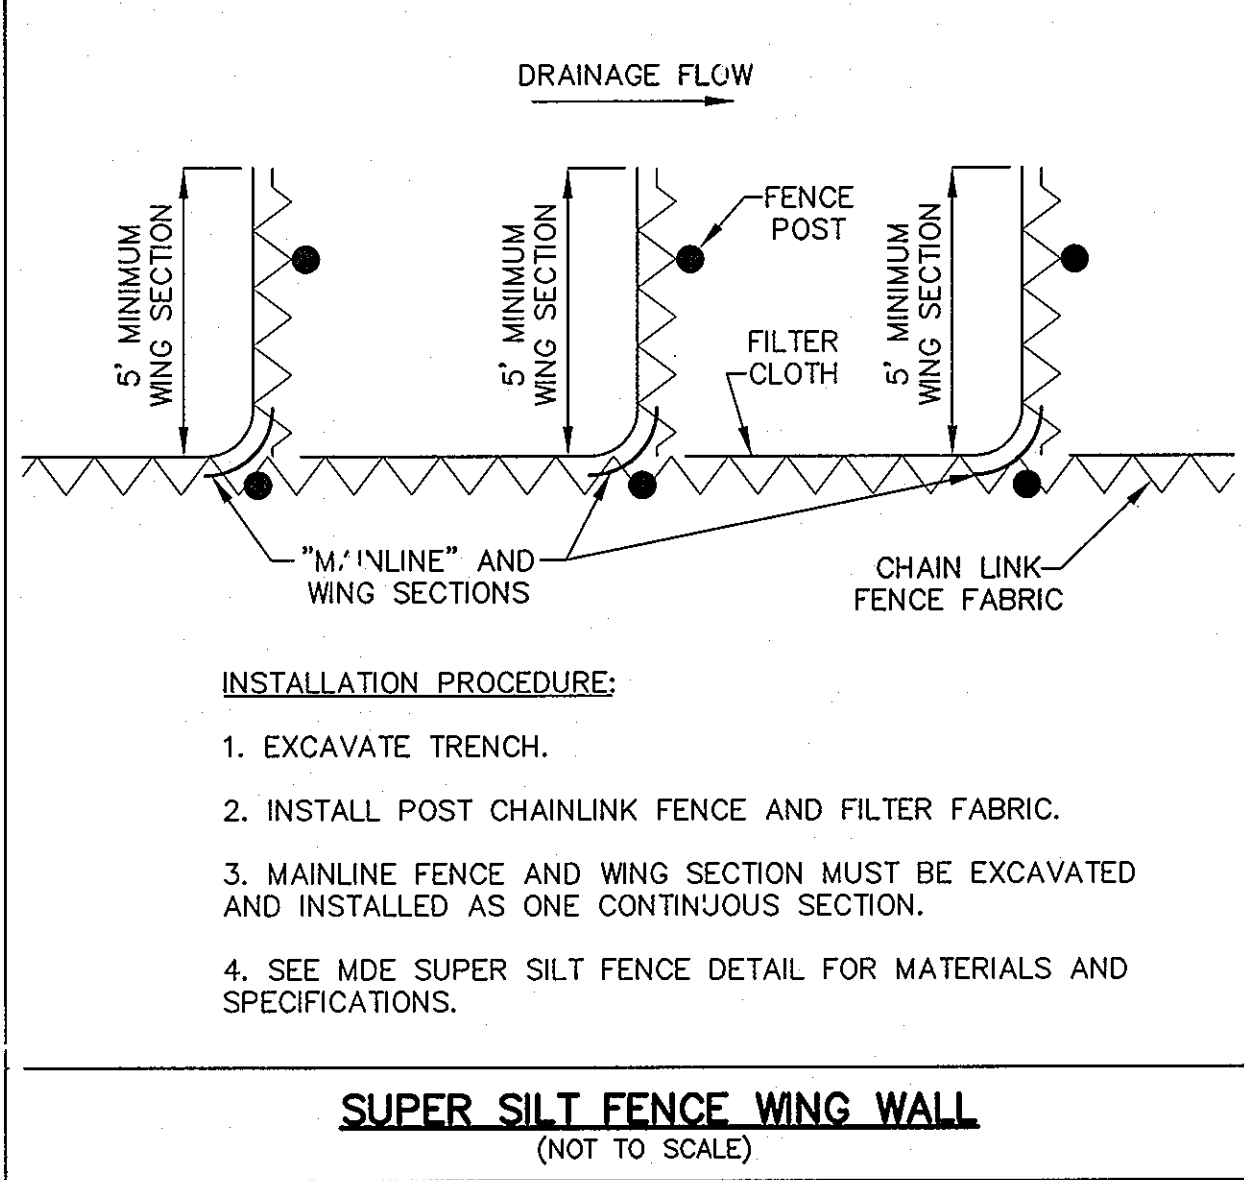 DRAINAGE FLOW
5' MINIMUM
WING SECTION
5' MINIMUM
WING SECTION
FENCE
POST
5' MINIMUM
WING SECTION
FILTER
CLOTH
"MAINLINE" AND
WING SECTIONS
CHAIN LINK
FENCE FABRIC
INSTALLATION PROCEDURE:
1. EXCAVATE TRENCH.
2. INSTALL POST CHAINLINK FENCE AND FILTER FABRIC.
3. MAINLINE FENCE AND WING SECTION MUST BE EXCAVATED
AND INSTALLED AS ONE CONTINUOUS SECTION.
4. SEE MDE SUPER SILT FENCE DETAIL FOR MATERIALS AND
SPECIFICATIONS.
SUPER SILT FENCE WING WALL
(NOT TO SCALE)